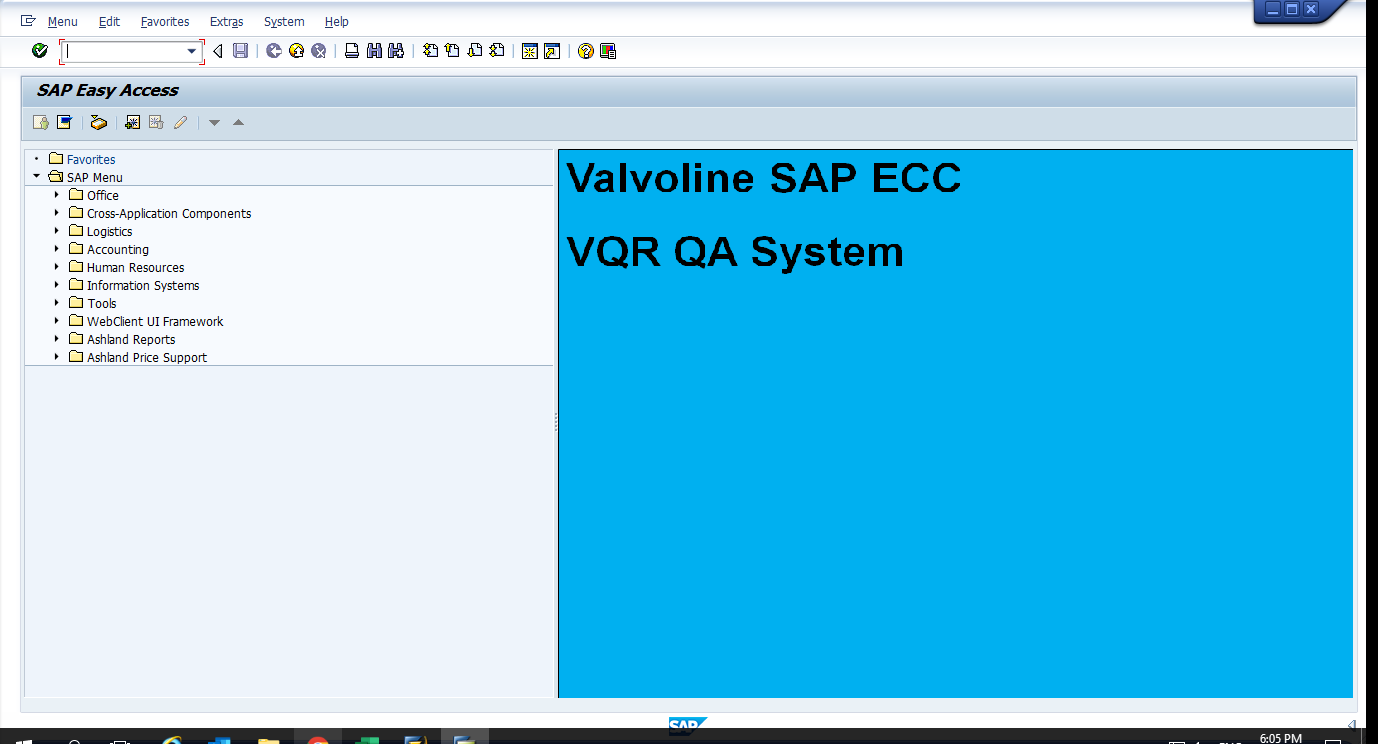 Menu Edit Favorites Extras System Help
SAP Easy Access
Favorites
SAP Menu
Office
Cross-Application Components
Logistics
Accounting
Human Resources
Information Systems
Tools
WebClient UI Framework
Ashland Reports
Ashland Price Support
Valvoline SAP ECC
VQR QA System
SAP
6:05 PM